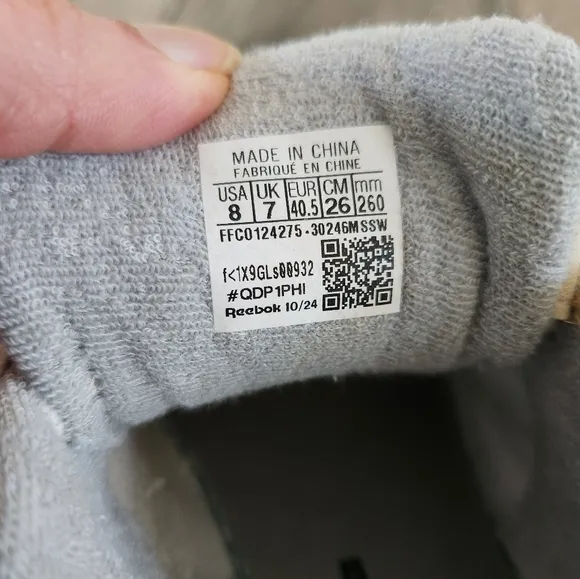 MADE IN CHINA
FABRIQUÉ EN CHINE
USA UK EUR CM mm
8 7 40.5 26 260
FFC0124275-30246MSSW
f<1X9GLs00932
#QDP1PHI
Reebok 10/24